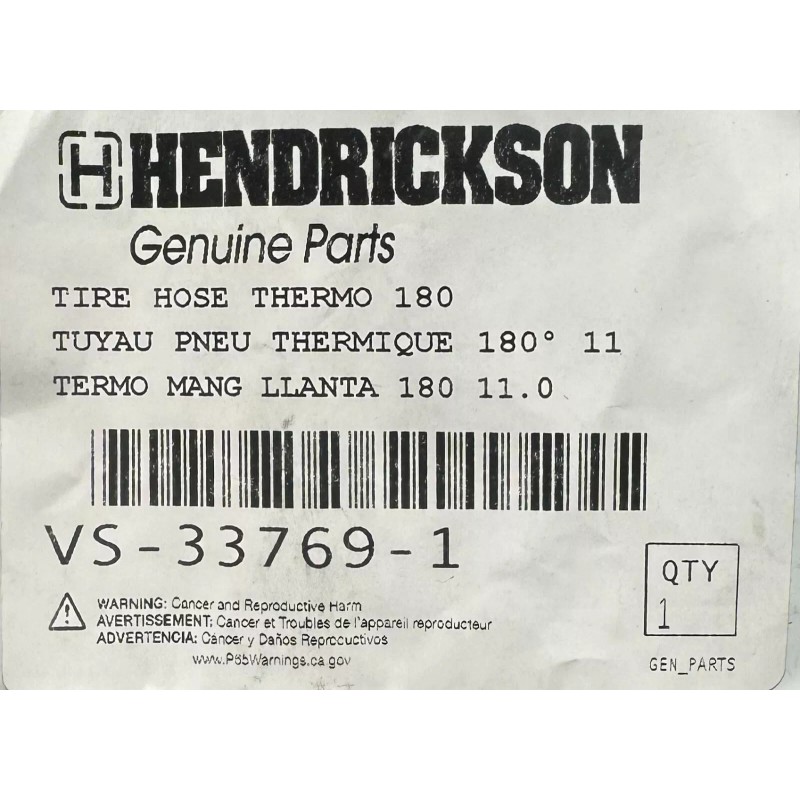 H HENDRICKSON
Genuine Parts
TIRE HOSE THERMO 180
TUYAU PNEU THERMIQUE 180° 11
TERMO MANG LLANTA 180 11.0
VS-33769-1
QTY
1
WARNING: Cancer and Reproductive Harm
AVERTISSEMENT: Cancer et Troubles de l'appareil reproducteur
ADVERTENCIA: Cáncer y Daños Reproductivos
www.P65Warnings.ca.gov
GEN_PARTS